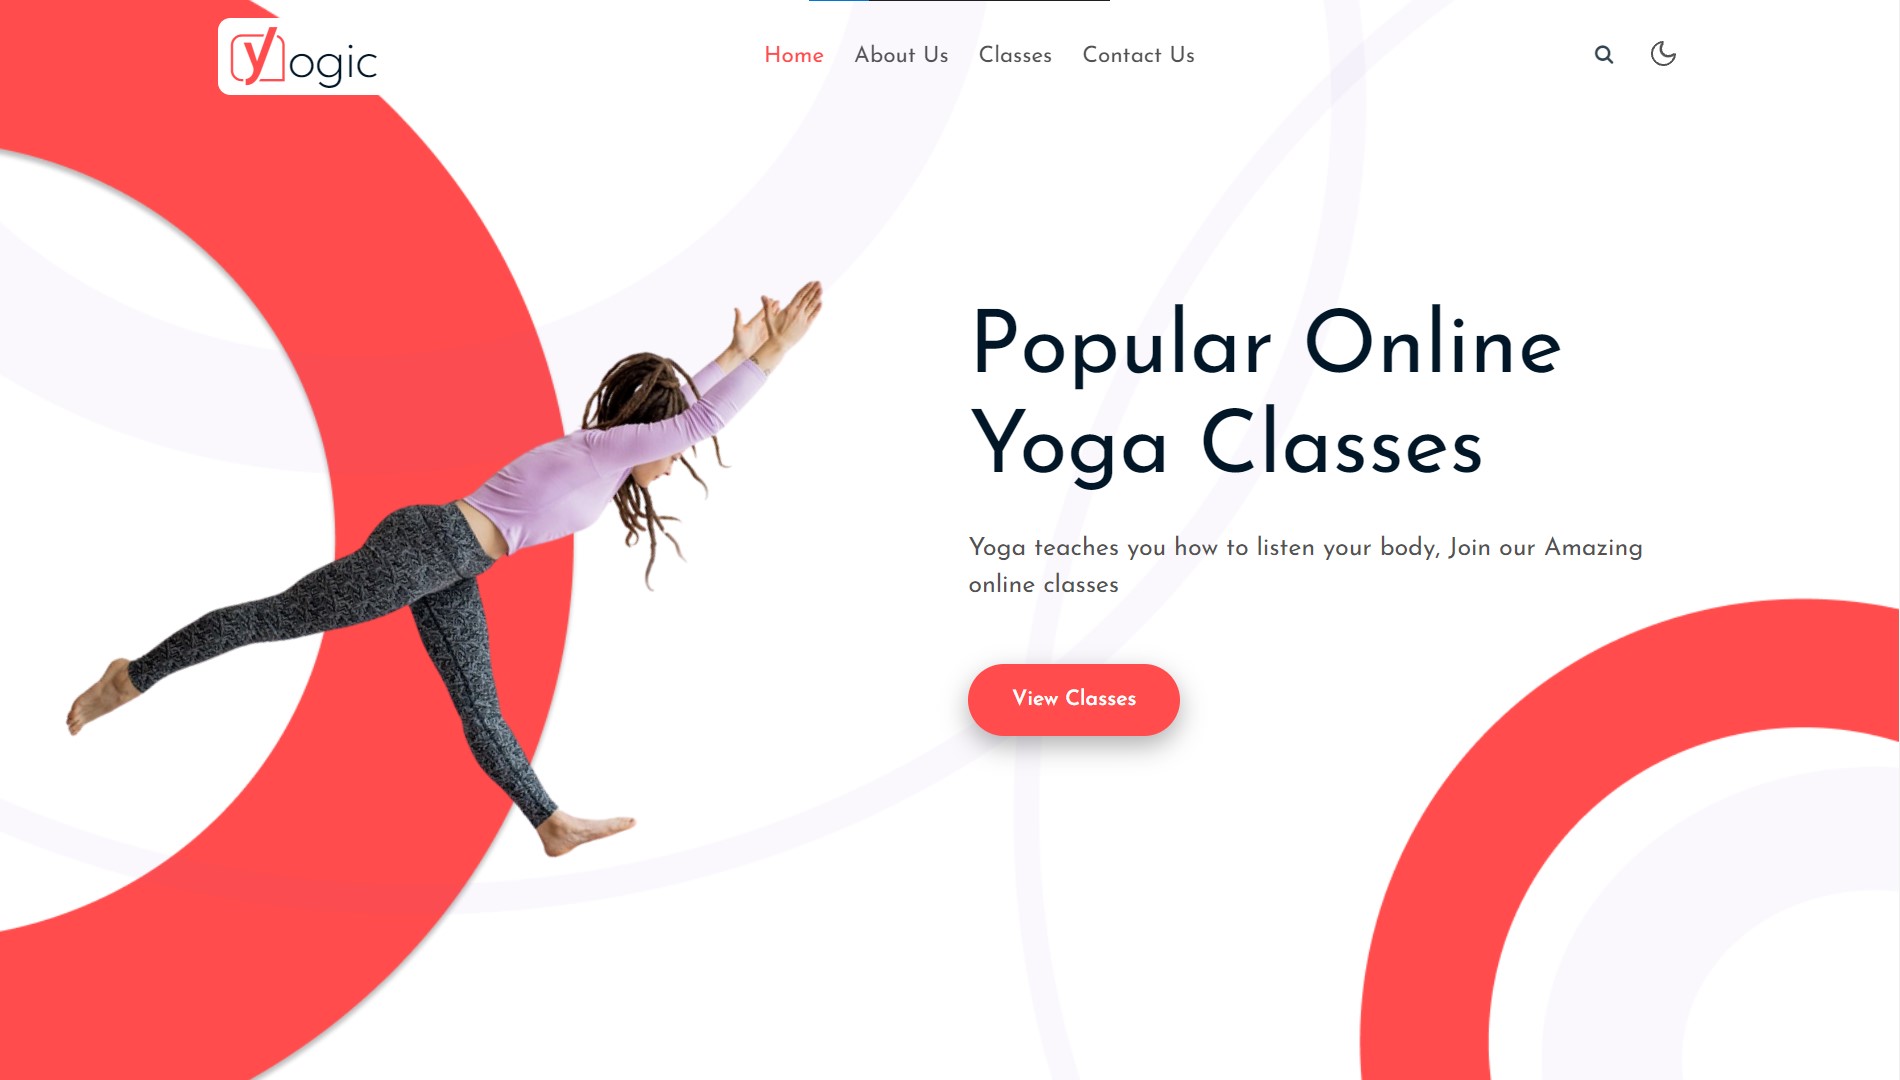 ylogic
Home About Us Classes Contact Us
Popular Online
Yoga Classes
Yoga teaches you how to listen your body, Join our Amazing
online classes
View Classes